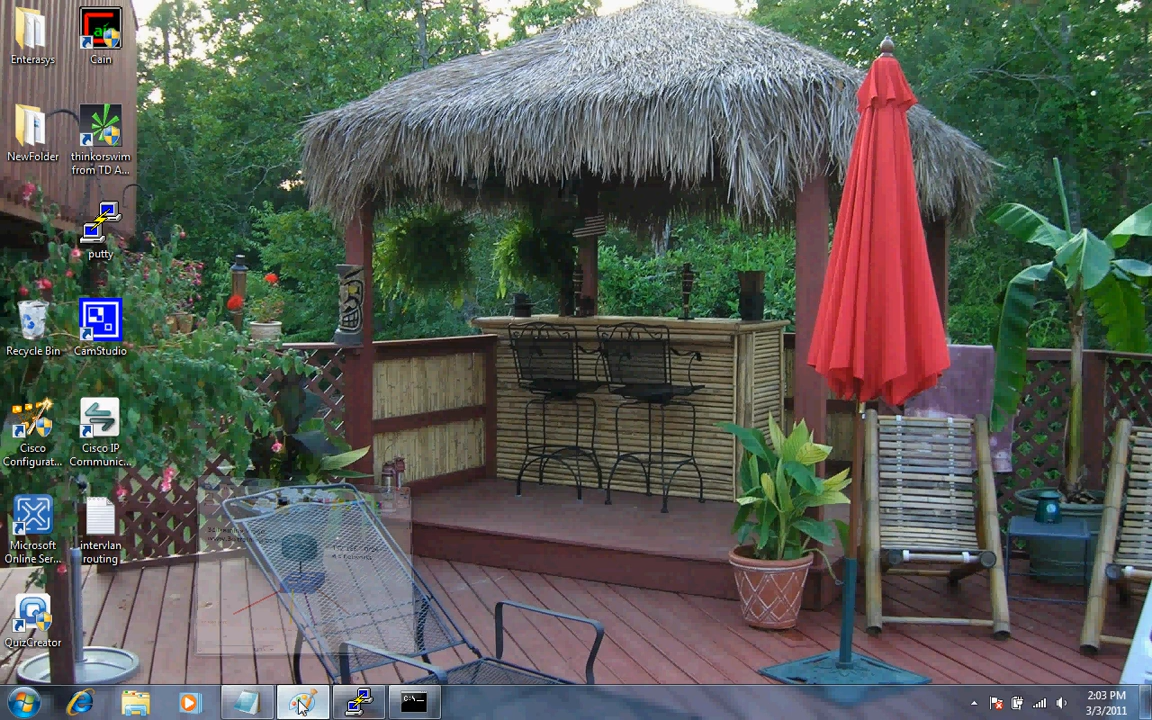 Enterasys
Cain
NewFolder
thinkorswim
from TD A...
putty
Recycle Bin
CamStudio
Cisco
Configurat...
Cisco IP
Communic...
Microsoft
Online Ser...
intervlan
routing
QuizCreator
C:\_
2:03 PM
3/3/2011